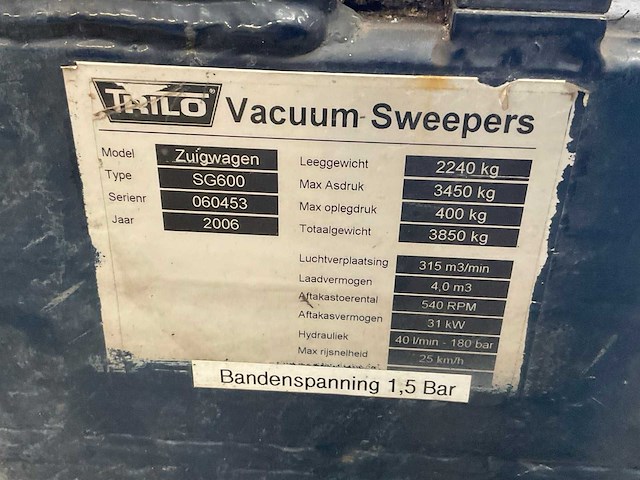 TRILO® Vacuum Sweepers
Model Zuigwagen
Type SG600
Serienr 060453
Jaar 2006
Leeggewicht 2240 kg
Max Asdruk 3450 kg
Max oplegdruk 400 kg
Totaalgewicht 3850 kg
Luchtverplaatsing 315 m3/min
Laadvermogen 4,0 m3
Aftakastoerental 540 RPM
Aftakasvermogen 31 kW
Hydrauliek 40 l/min - 180 bar
Max rijsnelheid 25 km/h
Bandenspanning 1,5 Bar